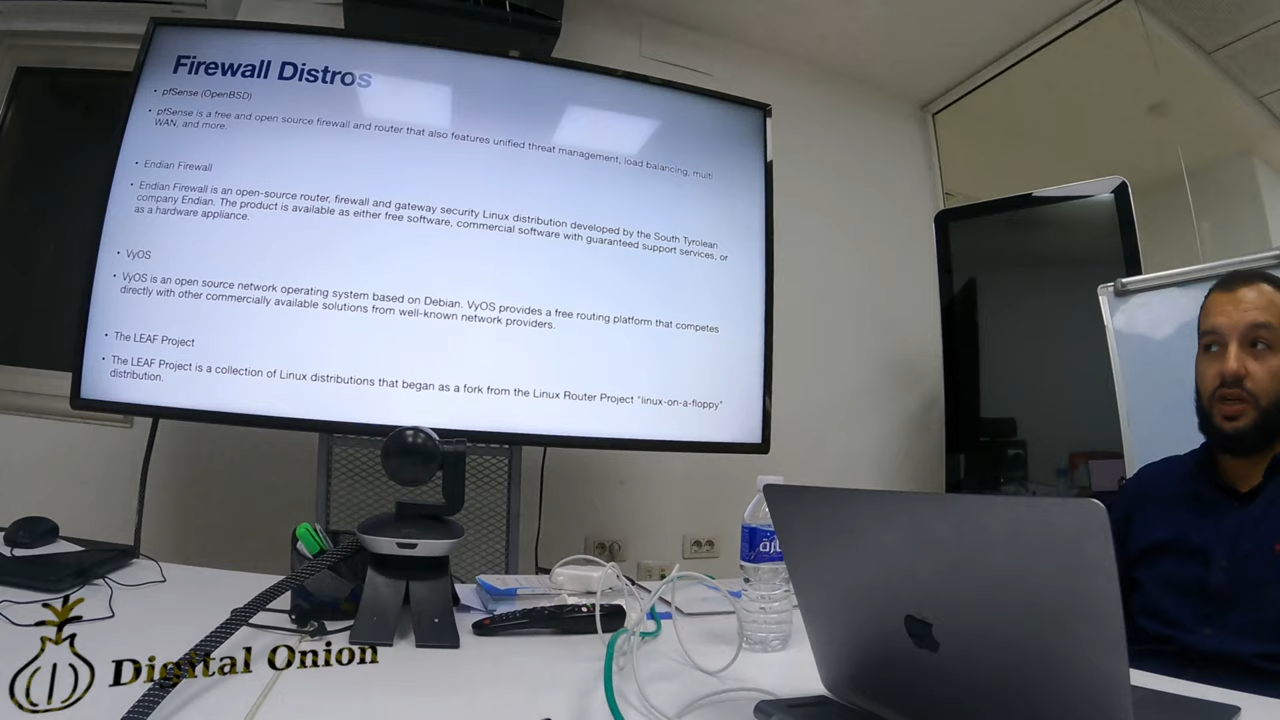 Firewall Distros
• pfSense (OpenBSD)
• pfSense is a free and open source firewall and router that also features unified threat management, load balancing, multi
WAN, and more.
• Endian Firewall
• Endian Firewall is an open-source router, firewall and gateway security Linux distribution developed by the South Tyrolean
company Endian. The product is available as either free software, commercial software with guaranteed support services, or
as a hardware appliance.
• VyOS
• VyOS is an open source network operating system based on Debian. VyOS provides a free routing platform that competes
directly with other commercially available solutions from well-known network providers.
• The LEAF Project
• The LEAF Project is a collection of Linux distributions that began as a fork from the Linux Router Project "linux-on-a-floppy"
distribution.
Digital Onion